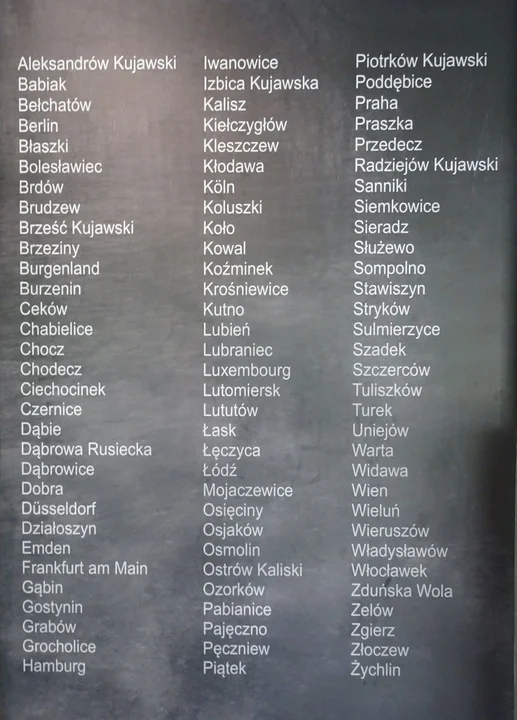 Aleksandrów Kujawski
Babiak
Bełchatów
Berlin
Błaszki
Bolesławiec
Brdów
Brudzew
Brześć Kujawski
Brzeziny
Burgenland
Burzenin
Ceków
Chabielice
Chocz
Chodecz
Ciechocinek
Czernice
Dąbie
Dąbrowa Rusiecka
Dąbrowice
Dobra
Düsseldorf
Działoszyn
Emden
Frankfurt am Main
Gąbin
Gostynin
Grabów
Grocholice
Hamburg
Iwanowice
Izbica Kujawska
Kalisz
Kiełczygłów
Kleszczew
Kłodawa
Köln
Koluszki
Koło
Kowal
Koźminek
Krośniewice
Kutno
Lubień
Lubraniec
Luxembourg
Lutomiersk
Lututów
Łask
Łęczyca
Łódź
Mojaczewice
Osięciny
Osjaków
Osmolin
Ostrów Kaliski
Ozorków
Pabianice
Pajęczno
Pęczniew
Piątek
Piotrków Kujawski
Poddębice
Praha
Praszka
Przedecz
Radziejów Kujawski
Sanniki
Siemkowice
Sieradz
Służewo
Sompolno
Stawiszyn
Stryków
Sulmierzyce
Szadek
Szczerców
Tuliszków
Turek
Uniejów
Warta
Widawa
Wien
Wieluń
Wieruszów
Władysławów
Włocławek
Zduńska Wola
Zelów
Zgierz
Złoczew
Żychlin